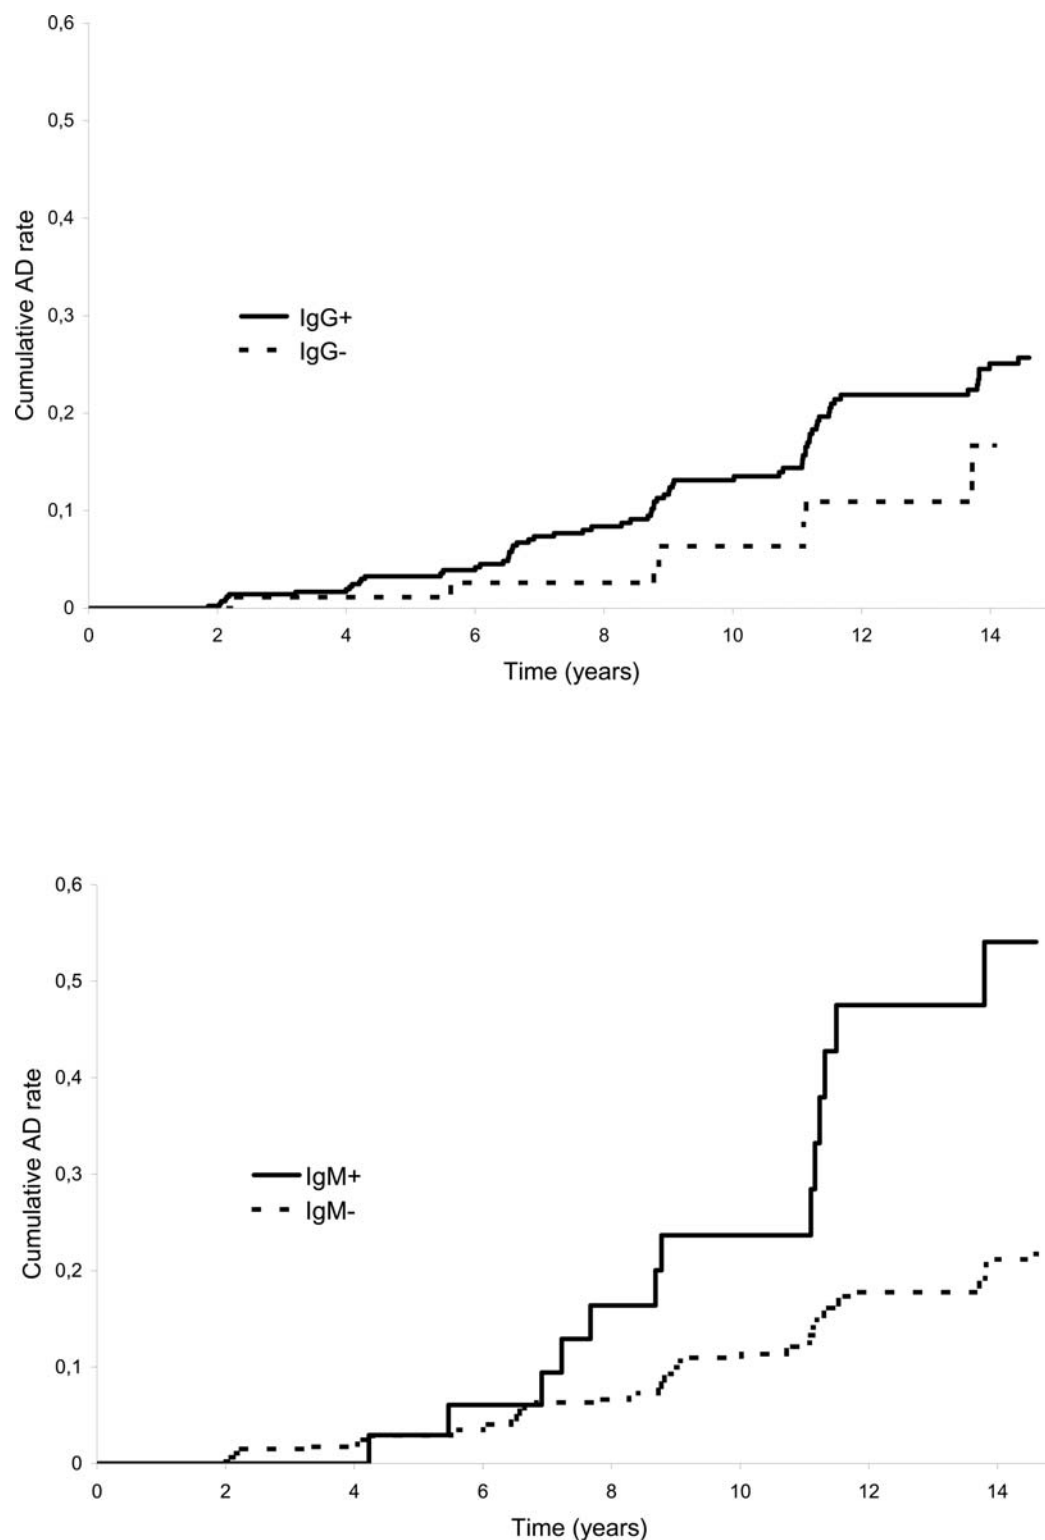 0,6
0,5
0,4
0,3
0,2
0,1
0
Cumulative AD rate
IgG+
IgG-
0 2 4 6 8 10 12 14
Time (years)
0,6
0,5
0,4
0,3
0,2
0,1
0
Cumulative AD rate
IgM+
IgM-
0 2 4 6 8 10 12 14
Time (years)